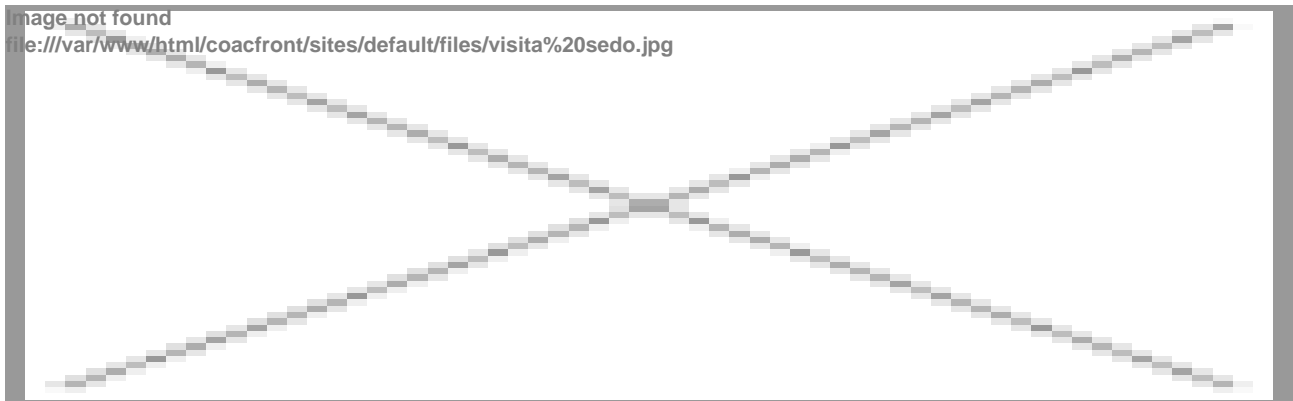 Image not found
file:///var/www/html/coacfront/sites/default/files/visita%20sedo.jpg